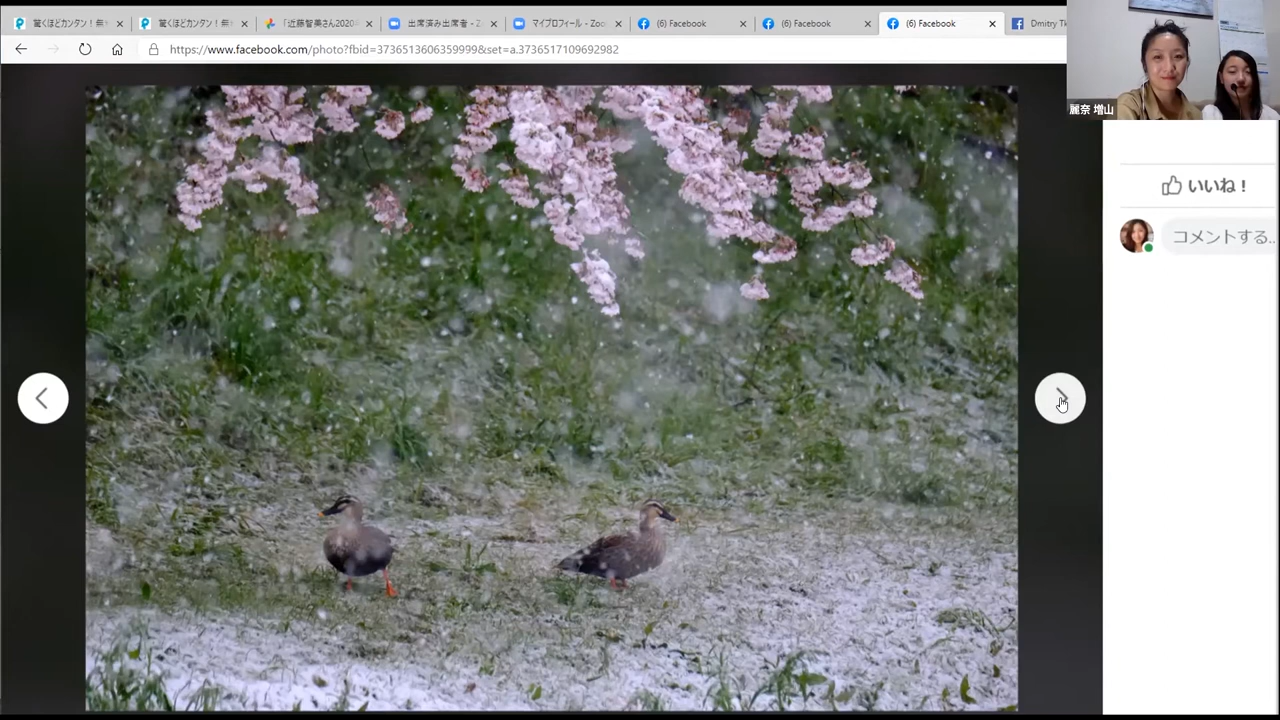 驚くほどカンタン！無料
驚くほどカンタン！無料
「近藤智美さん2020
出席済み出席者 - Z
マイプロフィール - Zoo
(6) Facebook
(6) Facebook
(6) Facebook
Dmitry Tk
https://www.facebook.com/photo?fbid=3736513606359999&set=a.3736517109692982
麗奈 増山
いいね！
コメントする...